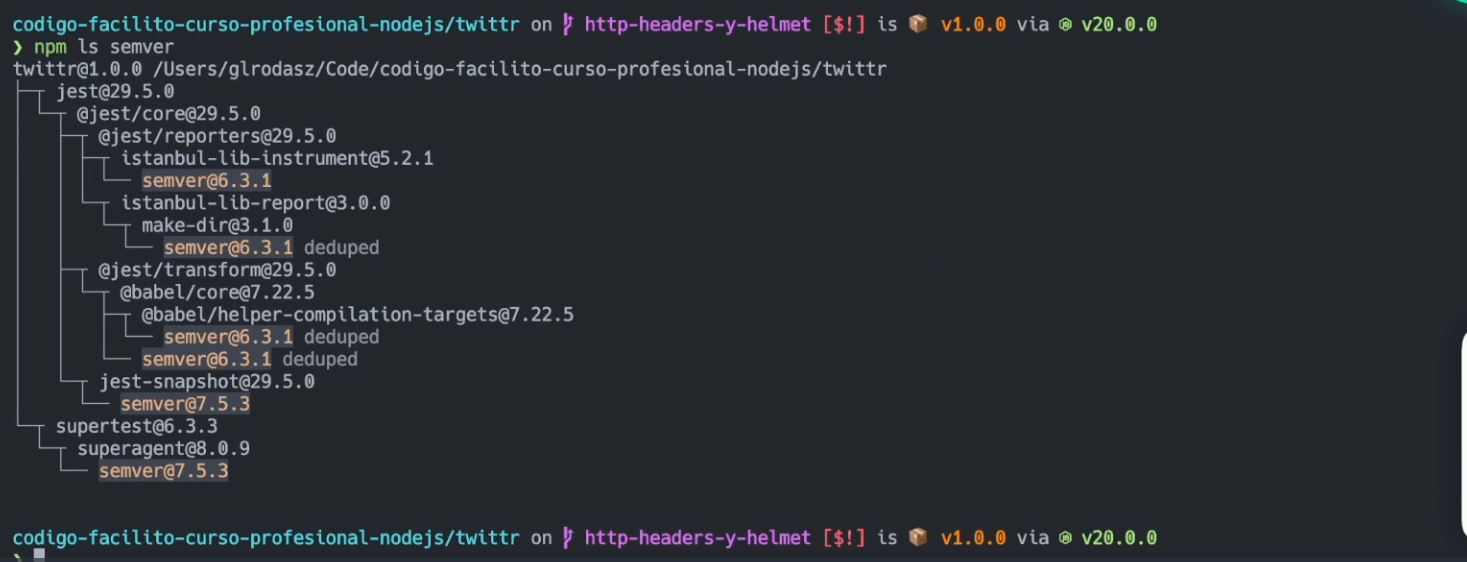 codigo-facilito-curso-profesional-nodejs/twittr on http-headers-y-helmet [$!] is 📦 v1.0.0 via v20.0.0
❯ npm ls semver
twittr@1.0.0 /Users/glrodasz/Code/codigo-facilito-curso-profesional-nodejs/twittr
├─┬ jest@29.5.0
│ └─┬ @jest/core@29.5.0
│   ├─┬ @jest/reporters@29.5.0
│   │ ├─┬ istanbul-lib-instrument@5.2.1
│   │ │ └── semver@6.3.1
│   │ └─┬ istanbul-lib-report@3.0.0
│   │   └─┬ make-dir@3.1.0
│   │     └── semver@6.3.1 deduped
│   ├─┬ @jest/transform@29.5.0
│   │ └─┬ @babel/core@7.22.5
│   │   ├─┬ @babel/helper-compilation-targets@7.22.5
│   │   │ └── semver@6.3.1 deduped
│   │   └── semver@6.3.1 deduped
│   └─┬ jest-snapshot@29.5.0
│     └── semver@7.5.3
└─┬ supertest@6.3.3
  └─┬ superagent@8.0.9
    └── semver@7.5.3
codigo-facilito-curso-profesional-nodejs/twittr on http-headers-y-helmet [$!] is 📦 v1.0.0 via v20.0.0
❯